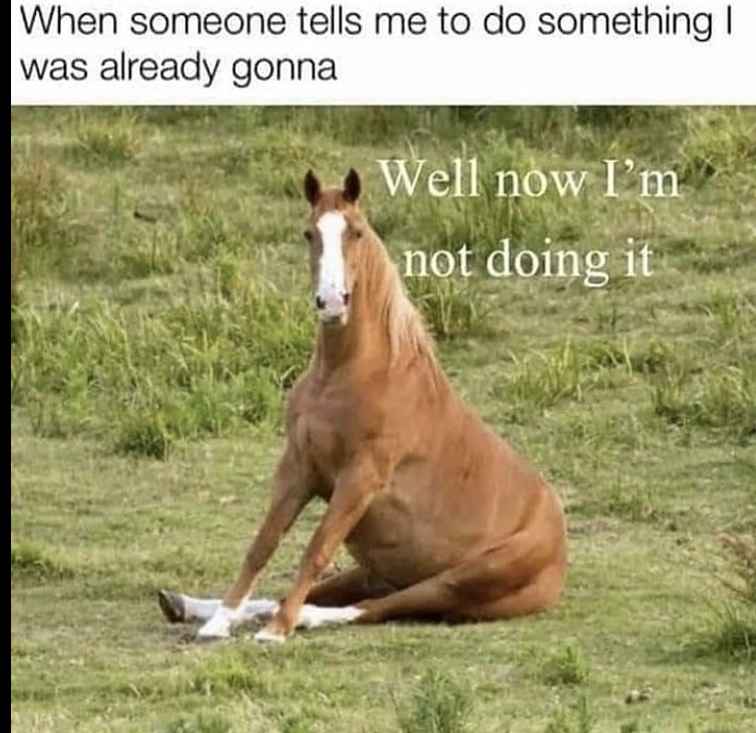 When someone tells me to do something I
was already gonna
Well now I'm
not doing it